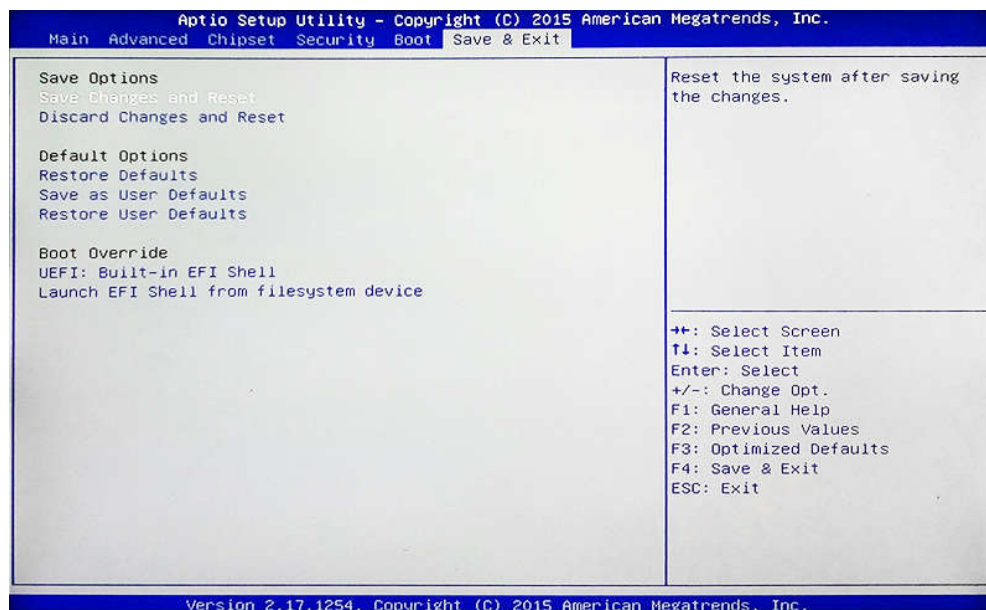 Aptio Setup Utility – Copyright (C) 2015 American Megatrends, Inc.
Main Advanced Chipset Security Boot Save & Exit
Save Options
Save Changes and Reset
Discard Changes and Reset
Default Options
Restore Defaults
Save as User Defaults
Restore User Defaults
Boot Override
UEFI: Built-in EFI Shell
Launch EFI Shell from filesystem device
Reset the system after saving
the changes.
→←: Select Screen
↑↓: Select Item
Enter: Select
+/-: Change Opt.
F1: General Help
F2: Previous Values
F3: Optimized Defaults
F4: Save & Exit
ESC: Exit
Version 2.17.1254. Copyright (C) 2015 American Megatrends, Inc.